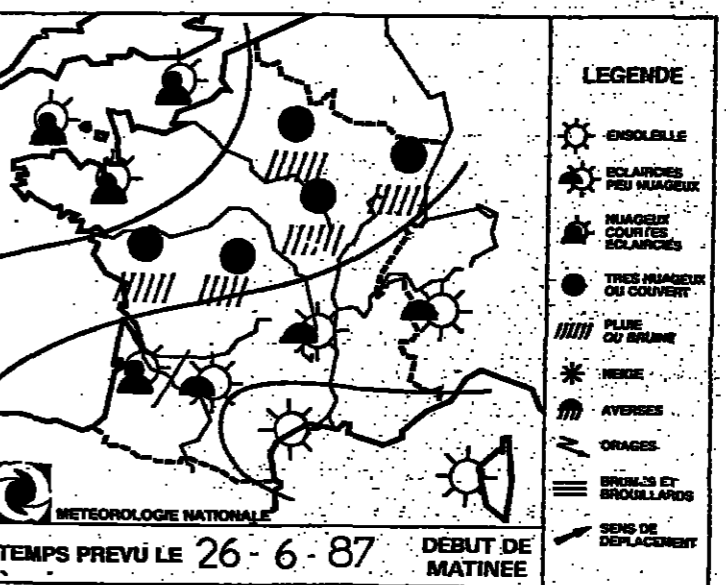 LEGENDE
ENSOLEILLE
ECLAIRCIES
PEU NUAGEUX
NUAGEUX
COURTES
ECLAIRCIES
TRES NUAGEUX
OU COUVERT
PLUIE
OU BRUINE
NEIGE
AVERSES
ORAGES
BRUMES ET
BROUILLARDS
SENS DE
DEPLACEMENT
METEOROLOGIE NATIONALE
TEMPS PREVU LE 26-6-87 DÉBUT DE
MATINEE